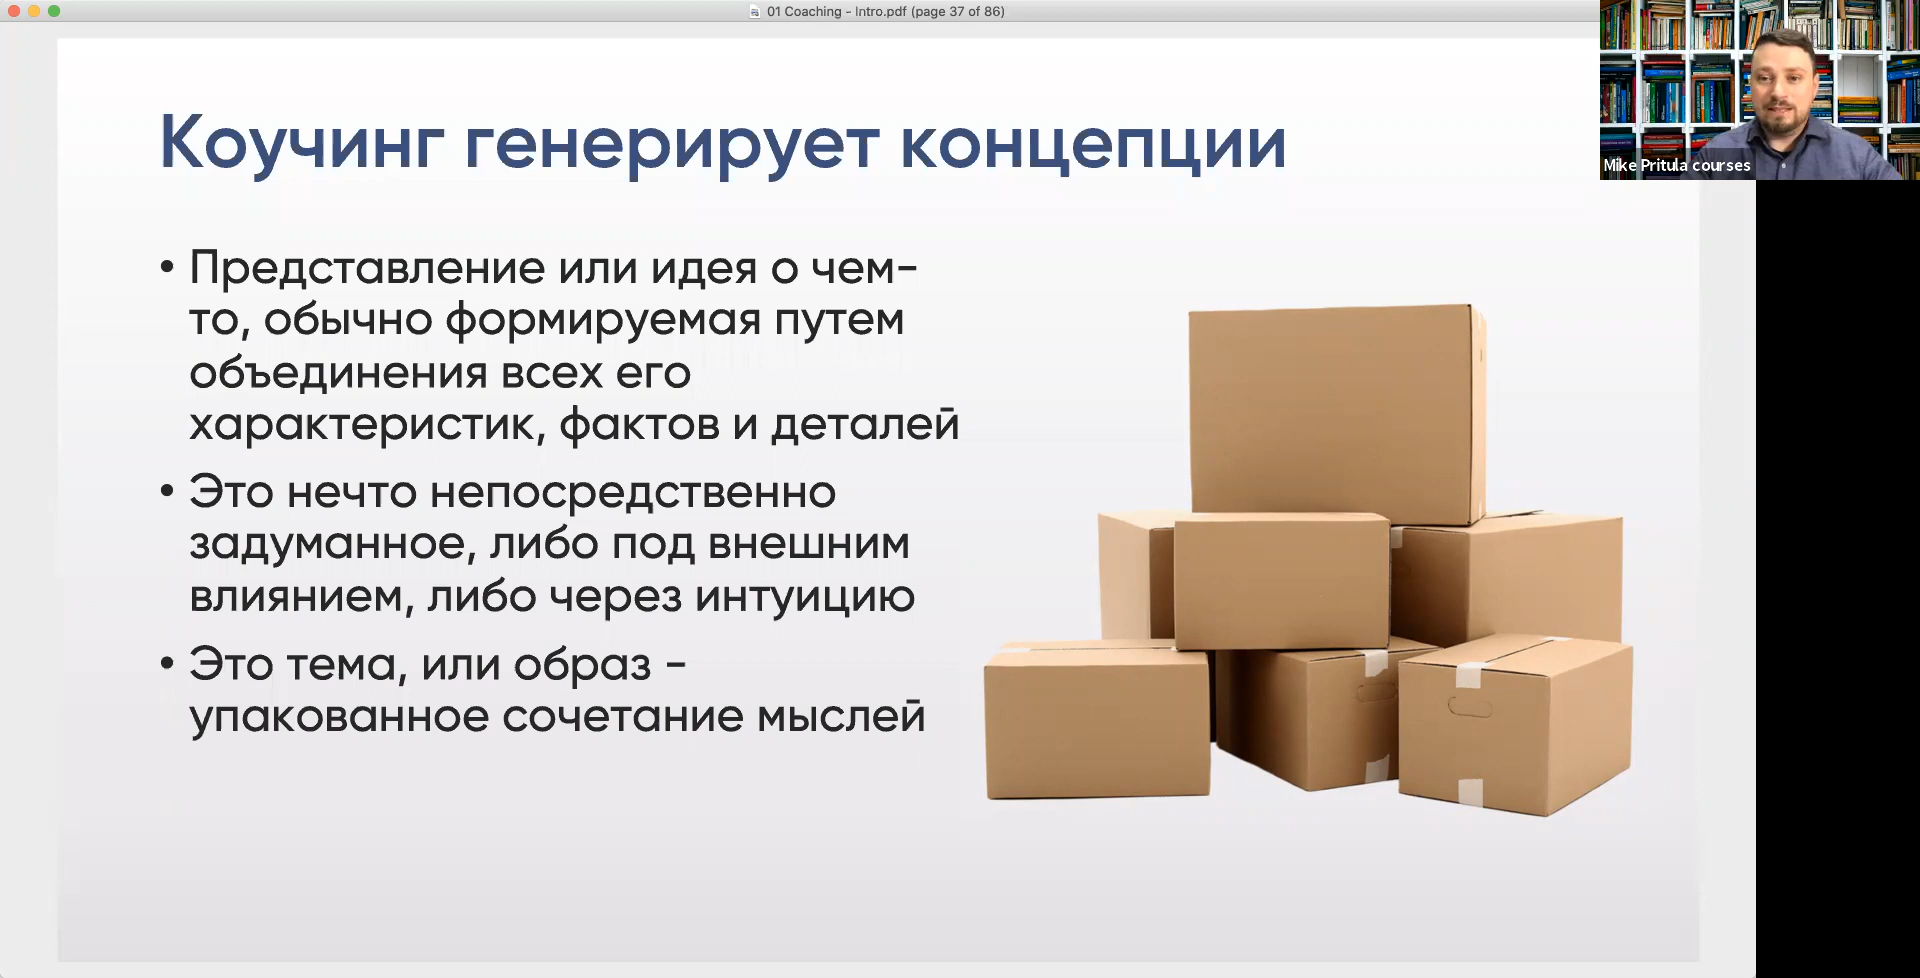 01 Coaching - Intro.pdf (page 37 of 86)
Mike Pritula courses
Коучинг генерирует концепции
• Представление или идея о чем-
то, обычно формируемая путем
объединения всех его
характеристик, фактов и деталей
• Это нечто непосредственно
задуманное, либо под внешним
влиянием, либо через интуицию
• Это тема, или образ -
упакованное сочетание мыслей